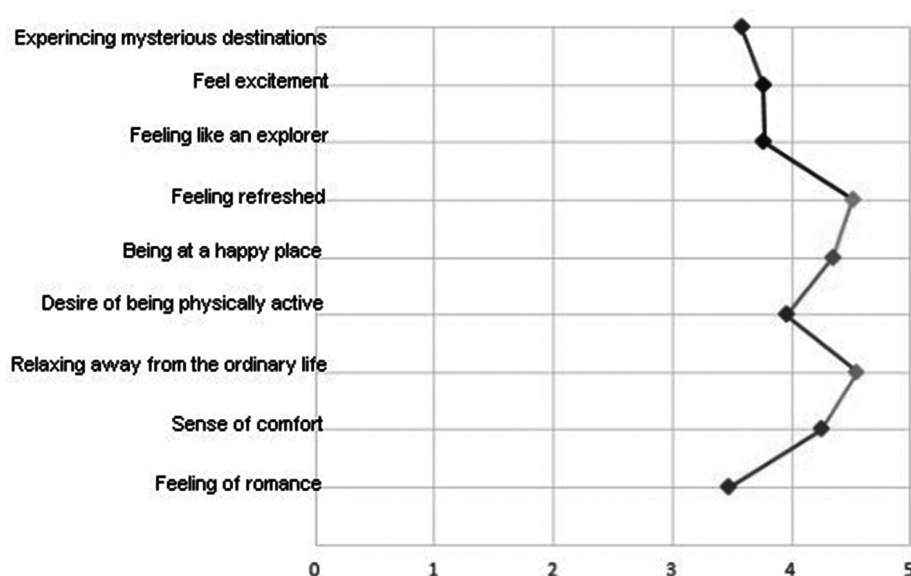 Experincing mysterious destinations
Feel excitement
Feeling like an explorer
Feeling refreshed
Being at a happy place
Desire of being physically active
Relaxing away from the ordinary life
Sense of comfort
Feeling of romance
0 1 2 3 4 5